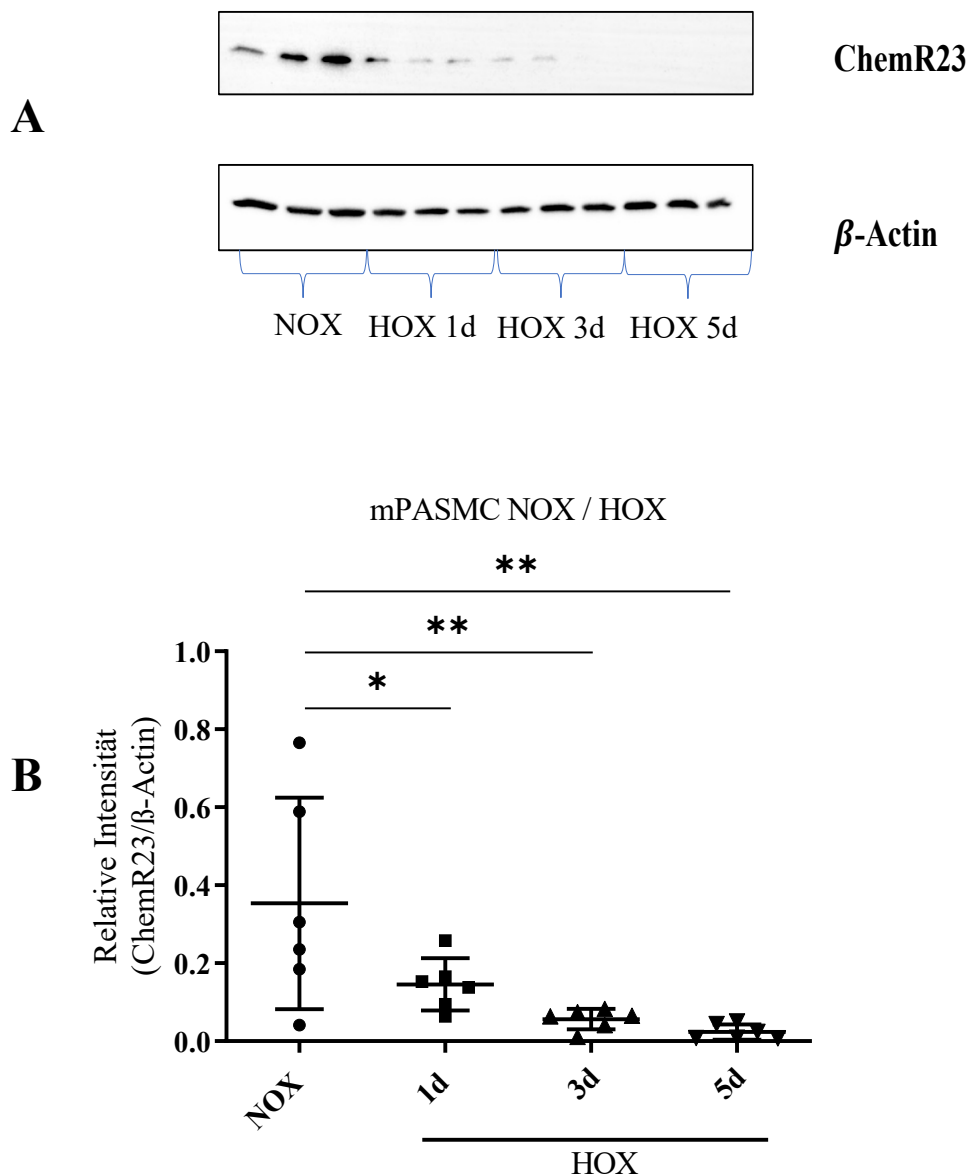 A
ChemR23
β-Actin
NOX HOX 1d HOX 3d HOX 5d
B
mPASMC NOX / HOX
**
**
*
Relative Intensität
(ChemR23/ß-Actin)
1.0
0.8
0.6
0.4
0.2
0.0
NOX 1d 3d 5d
HOX